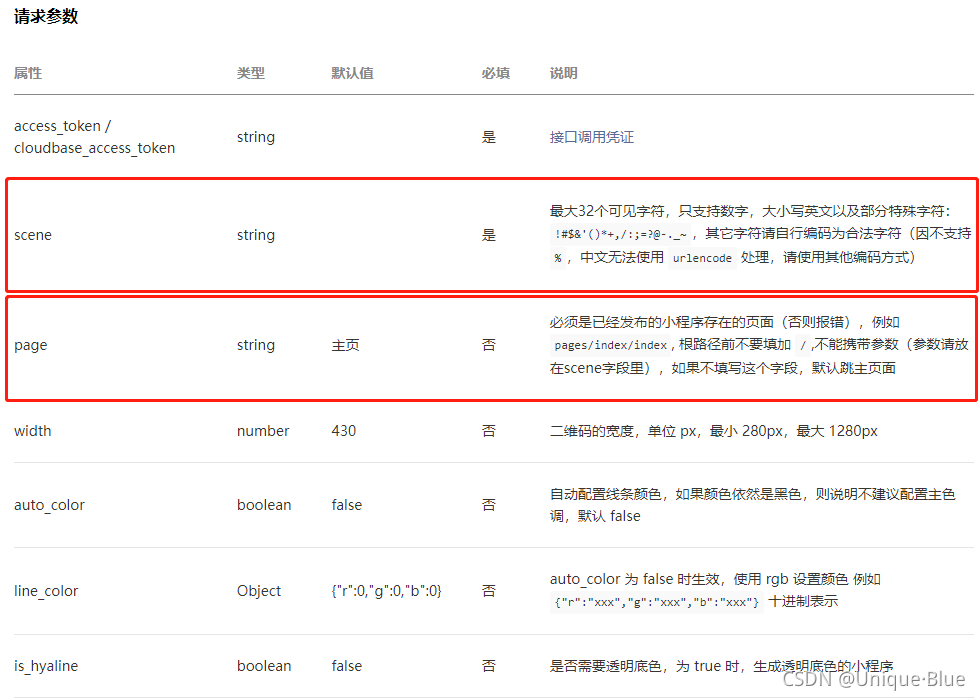 请求参数
属性 类型 默认值 必填 说明
access_token /
cloudbase_access_token string 是 接口调用凭证
最大32个可见字符，只支持数字，大小写英文以及部分特殊字符：
scene string 是 !#$&'()*+,/:;=?@-._~，其它字符请自行编码为合法字符（因不支持
%，中文无法使用 urlencode 处理，请使用其他编码方式）
必须是已经发布的小程序存在的页面（否则报错），例如
page string 主页 否 pages/index/index, 根路径前不要填加 /,不能携带参数（参数请放
在scene字段里），如果不填写这个字段，默认跳主页面
width number 430 否 二维码的宽度，单位 px，最小 280px，最大 1280px
自动配置线条颜色，如果颜色依然是黑色，则说明不建议配置主色
auto_color boolean false 否
调，默认 false
auto_color 为 false 时生效，使用 rgb 设置颜色 例如
line_color Object {"r":0,"g":0,"b":0} 否
{"r":"xxx","g":"xxx","b":"xxx"} 十进制表示
is_hyaline boolean false 否 是否需要透明底色，为 true 时，生成透明底色的小程序
CSDN @Unique·Blue